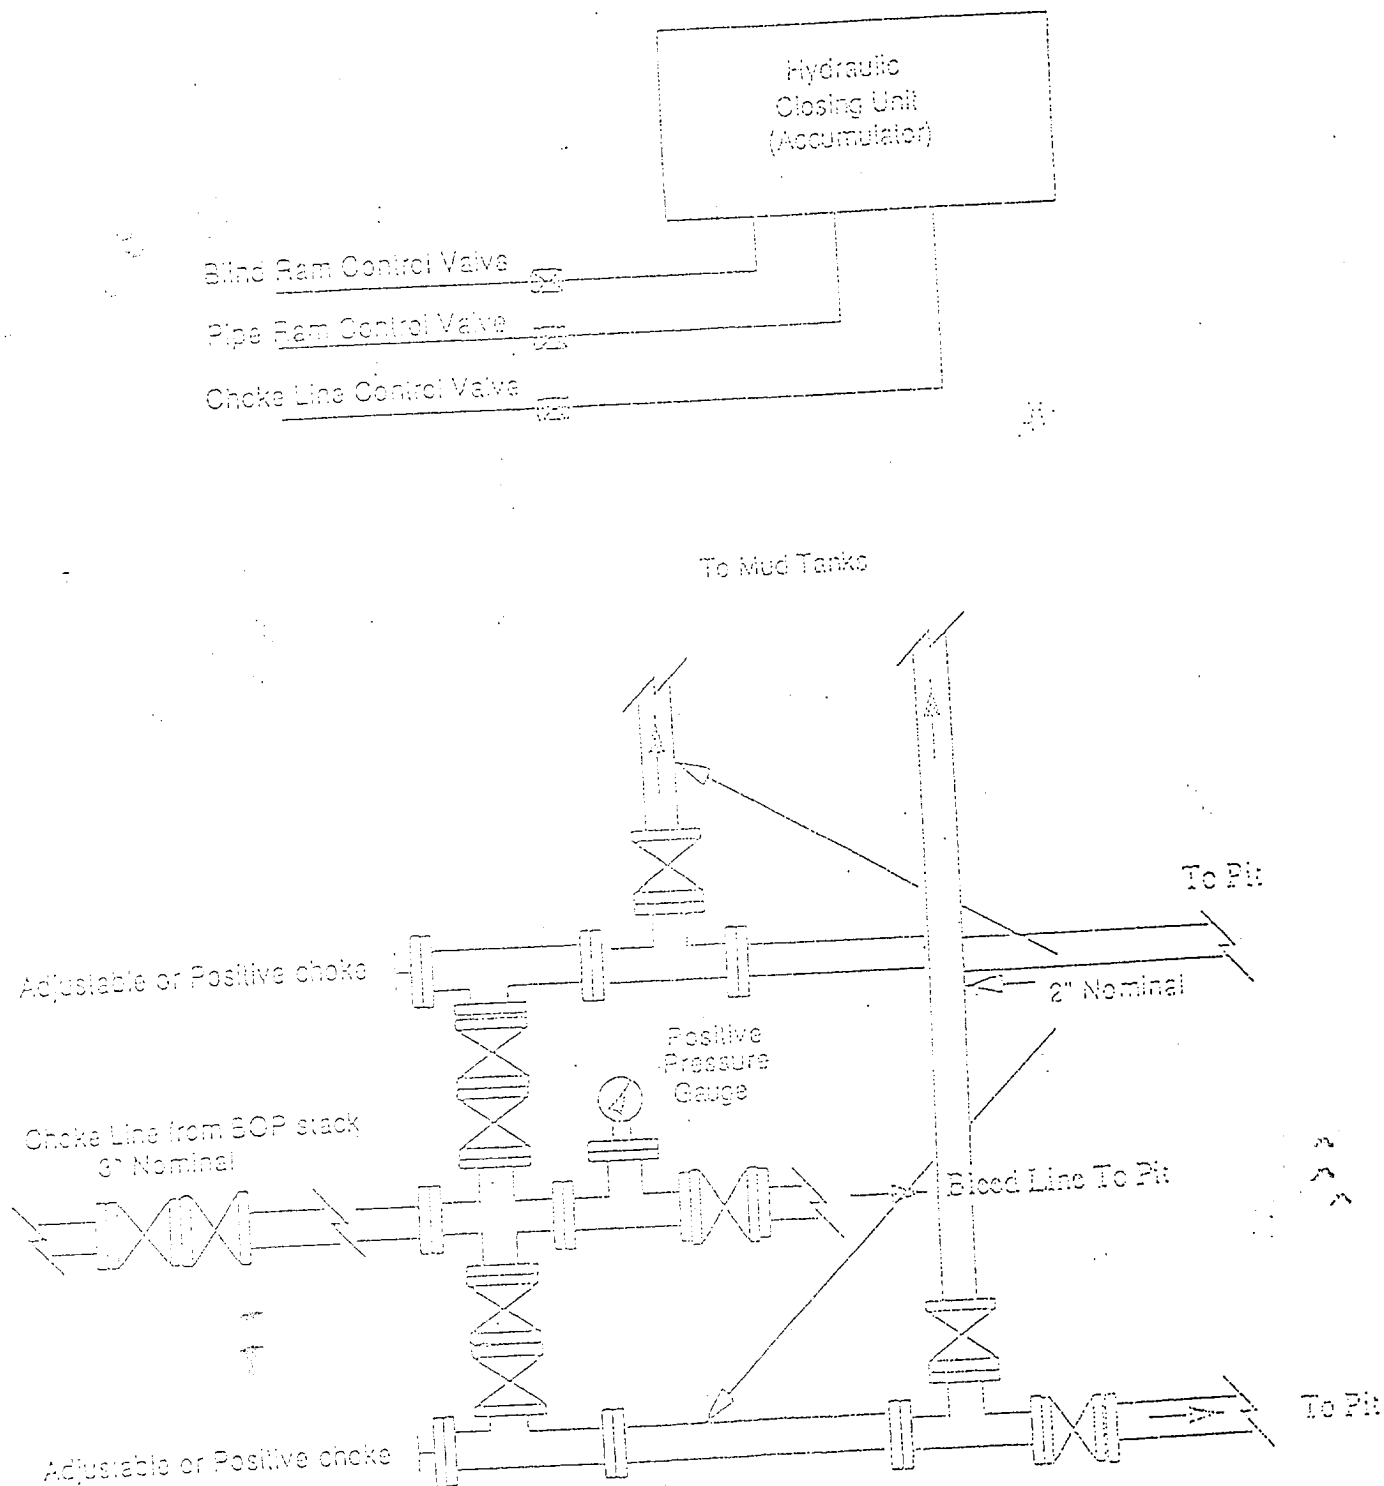 Hydraulic
Closing Unit
(Accumulator)
Blind Ram Control Valve
Pipe Ram Control Valve
Choke Line Control Valve
To Mud Tanks
To Pit
Adjustable or Positive choke
2" Nominal
Positive
Pressure
Gauge
Choke Line from BOP stack
3" Nominal
Bleed Line To Pit
To Pit
Adjustable or Positive choke